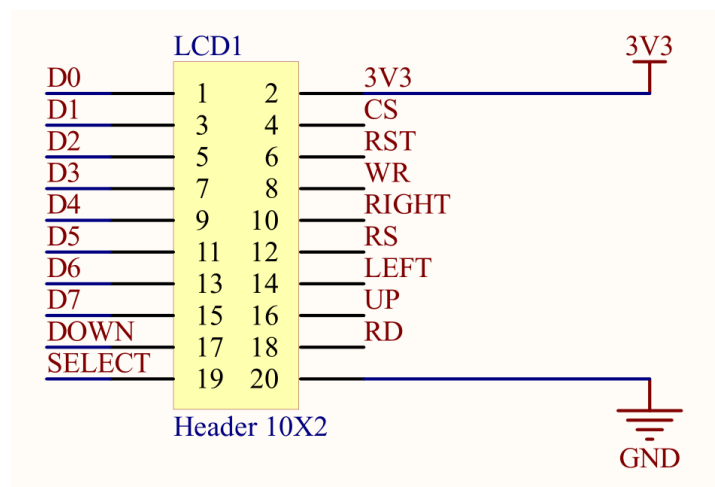 LCD1
3V3
D0 1 2 3V3
D1 3 4 CS
D2 5 6 RST
D3 7 8 WR
D4 9 10 RIGHT
D5 11 12 RS
D6 13 14 LEFT
D7 15 16 UP
DOWN 17 18 RD
SELECT 19 20
Header 10X2
GND